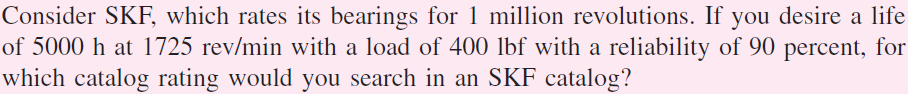 Consider SKF, which rates its bearings for 1 million revolutions. If you desire a life
of 5000 h at 1725 rev/min with a load of 400 lbf with a reliability of 90 percent, for
which catalog rating would you search in an SKF catalog?